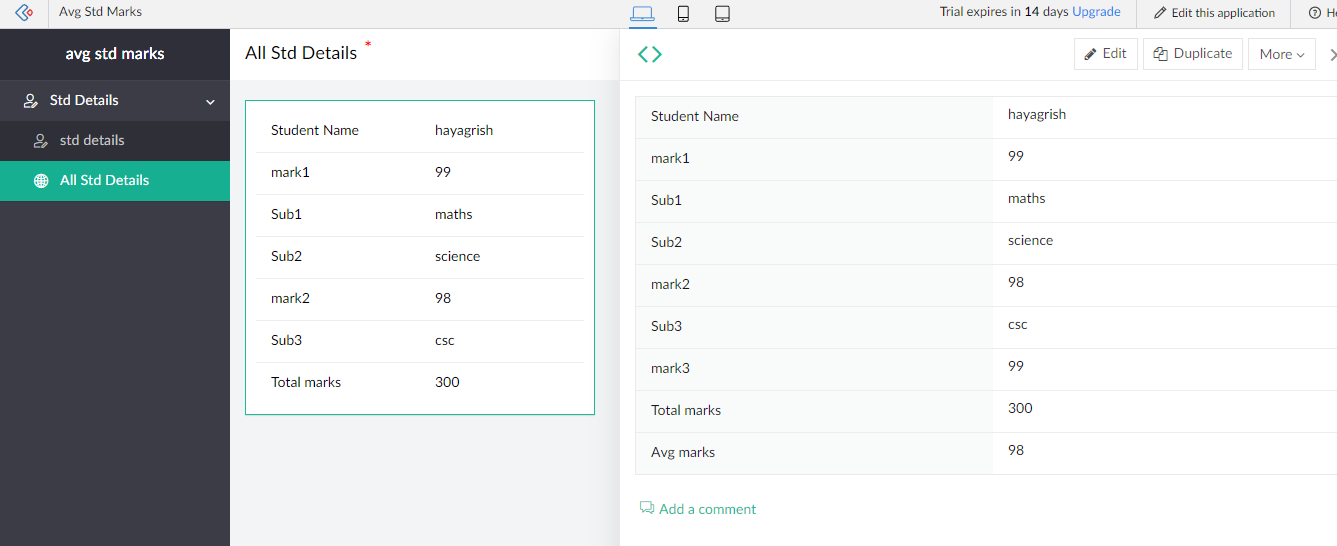 Avg Std Marks
Trial expires in 14 days Upgrade
Edit this application
avg std marks
Std Details
std details
All Std Details
All Std Details *
Student Name hayagrish
mark1 99
Sub1 maths
Sub2 science
mark2 98
Sub3 csc
Total marks 300
Edit
Duplicate
More
Student Name hayagrish
mark1 99
Sub1 maths
Sub2 science
mark2 98
Sub3 csc
mark3 99
Total marks 300
Avg marks 98
Add a comment